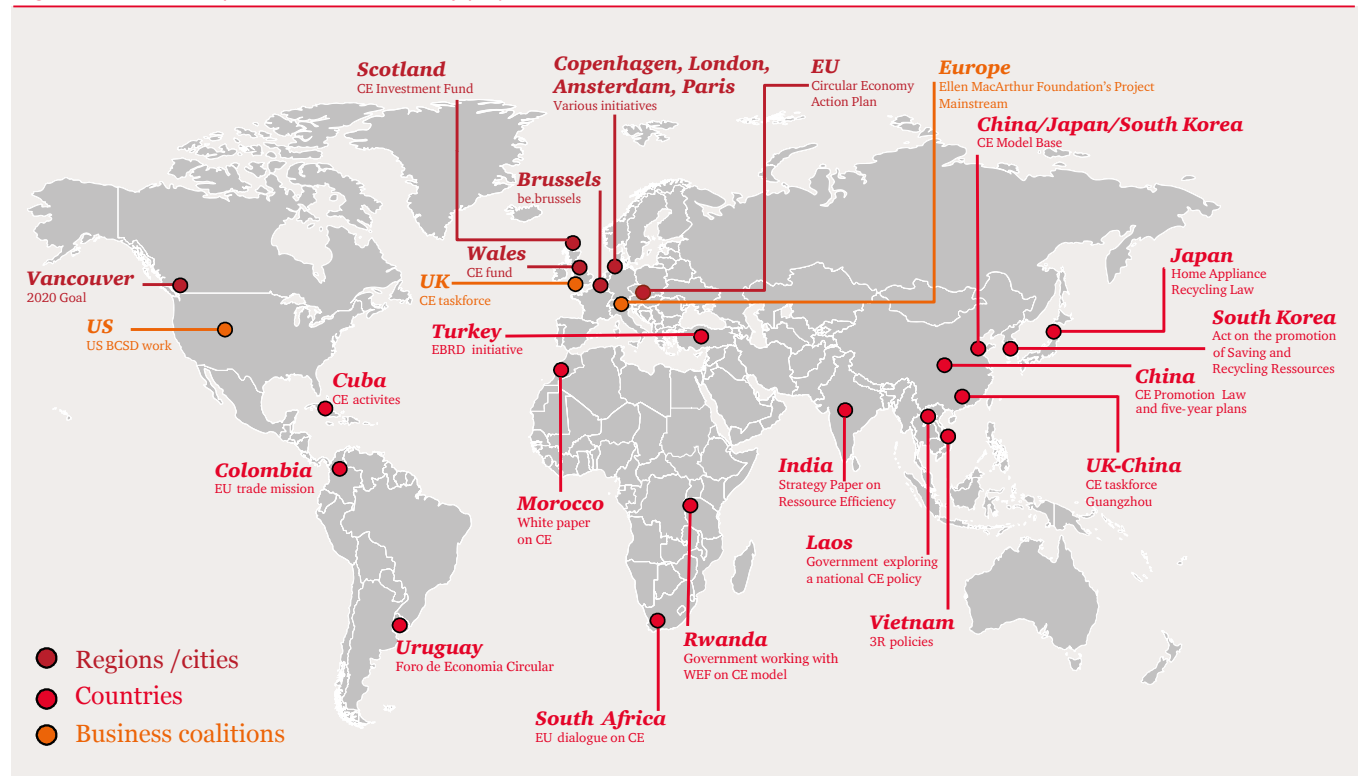 Scotland
CE Investment Fund
Copenhagen, London,
Amsterdam, Paris
Various initiatives
EU
Circular Economy
Action Plan
Europe
Ellen MacArthur Foundation's Project
Mainstream
China/Japan/South Korea
CE Model Base
Brussels
be.brussels
Wales
CE fund
UK
CE taskforce
Vancouver
2020 Goal
US
US BCSD work
Turkey
EBRD initiative
Japan
Home Appliance
Recycling Law
South Korea
Act on the promotion
of Saving and
Recycling Ressources
China
CE Promotion Law
and five-year plans
Cuba
CE activites
Colombia
EU trade mission
Morocco
White paper
on CE
India
Strategy Paper on
Ressource Efficiency
UK-China
CE taskforce
Guangzhou
Laos
Government exploring
a national CE policy
Vietnam
3R policies
Uruguay
Foro de Economia Circular
Rwanda
Government working with
WEF on CE model
South Africa
EU dialogue on CE
Regions /cities
Countries
Business coalitions